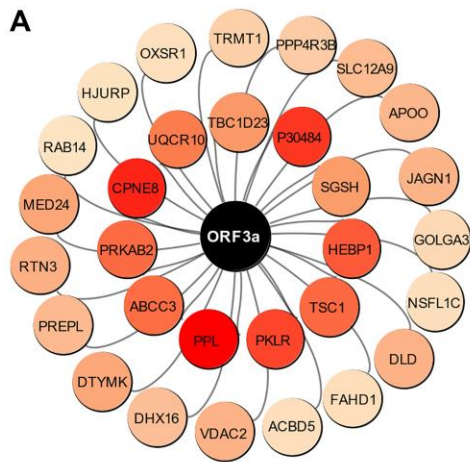 A
OXSR1
TRMT1
PPP4R3B
SLC12A9
APOO
HJURP
UQCR10
TBC1D23
P30484
RAB14
CPNE8
SGSH
JAGN1
MED24
PRKAB2
ORF3a
HEBP1
GOLGA3
RTN3
ABCC3
TSC1
NSFL1C
PREPL
PPL
PKLR
DLD
DTYMK
DHX16
VDAC2
ACBD5
FAHD1